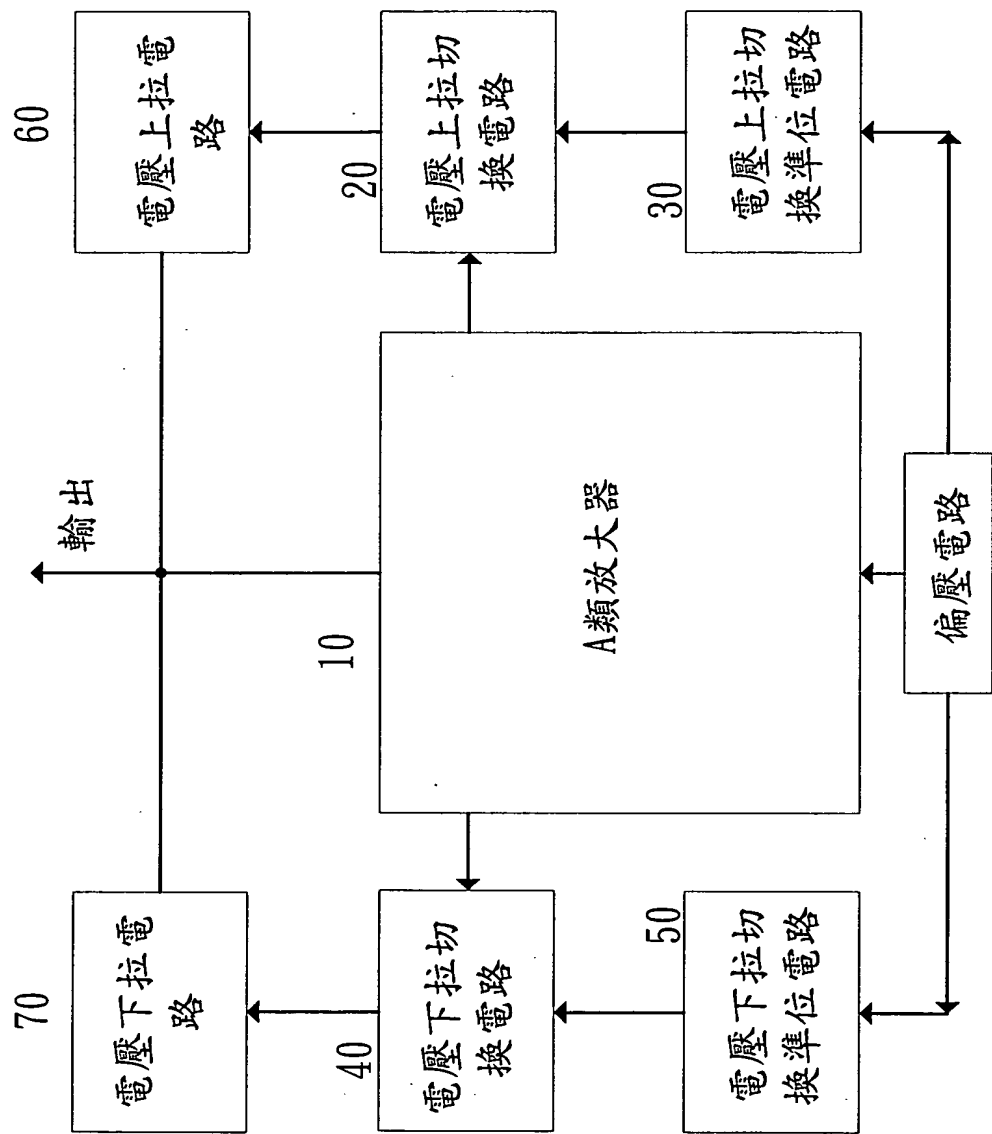 70
60
輸出
電壓下拉電
路
電壓上拉電
路
40
10
20
電壓下拉切
換電路
A類放大器
電壓上拉切
換電路
50
30
電壓下拉切
換準位電路
電壓上拉切
換準位電路
偏壓電路